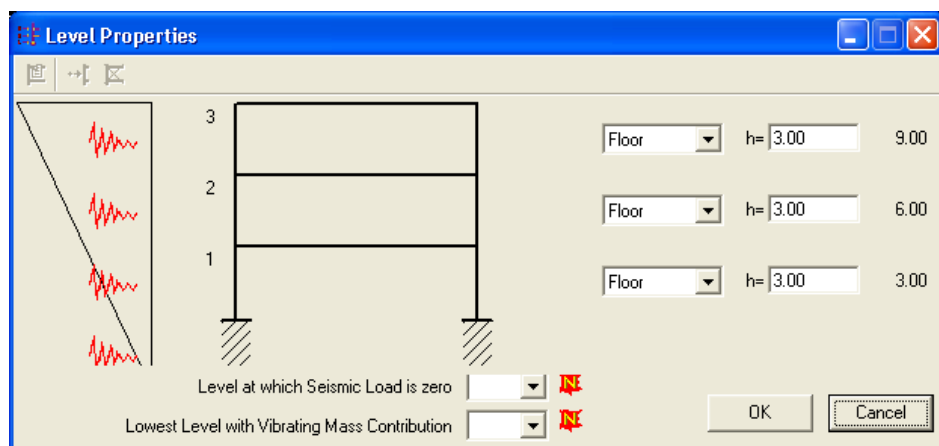 Level Properties
3
Floor h= 3.00 9.00
2
Floor h= 3.00 6.00
1
Floor h= 3.00 3.00
Level at which Seismic Load is zero N
Lowest Level with Vibrating Mass Contribution N
OK Cancel